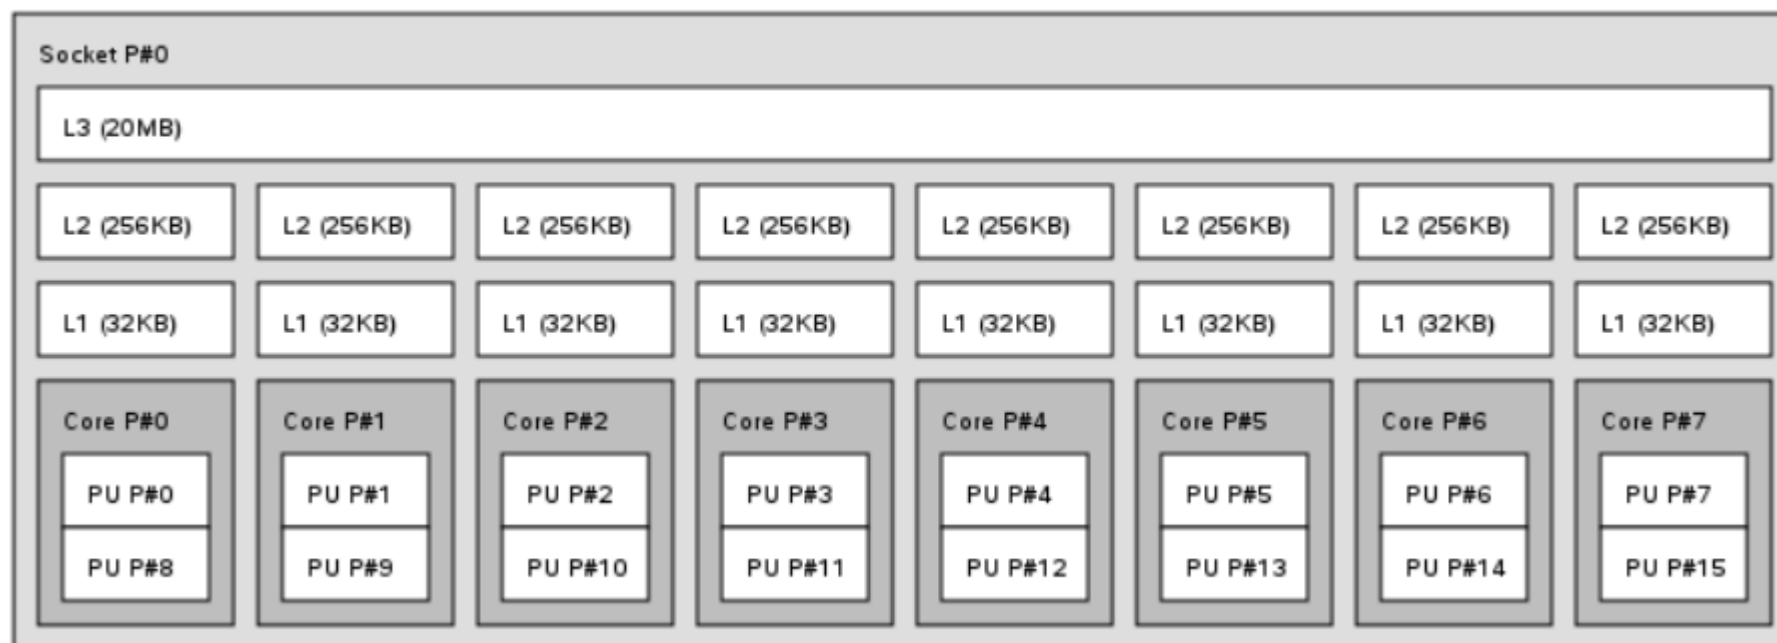 Socket P#0
L3 (20MB)
L2 (256KB) L2 (256KB) L2 (256KB) L2 (256KB) L2 (256KB) L2 (256KB) L2 (256KB) L2 (256KB)
L1 (32KB) L1 (32KB) L1 (32KB) L1 (32KB) L1 (32KB) L1 (32KB) L1 (32KB) L1 (32KB)
Core P#0 Core P#1 Core P#2 Core P#3 Core P#4 Core P#5 Core P#6 Core P#7
PU P#0 PU P#1 PU P#2 PU P#3 PU P#4 PU P#5 PU P#6 PU P#7
PU P#8 PU P#9 PU P#10 PU P#11 PU P#12 PU P#13 PU P#14 PU P#15